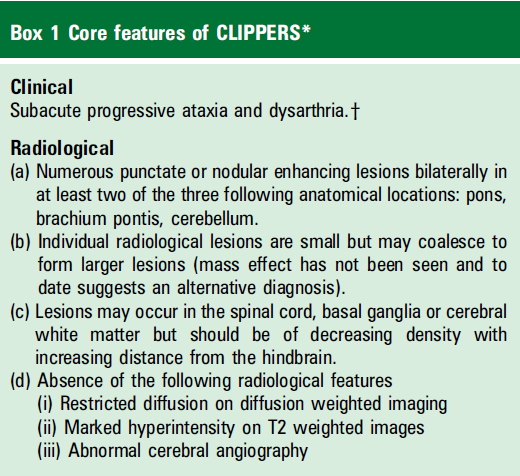 Box 1 Core features of CLIPPERS*
Clinical
Subacute progressive ataxia and dysarthria.†
Radiological
(a) Numerous punctate or nodular enhancing lesions bilaterally in
at least two of the three following anatomical locations: pons,
brachium pontis, cerebellum.
(b) Individual radiological lesions are small but may coalesce to
form larger lesions (mass effect has not been seen and to
date suggests an alternative diagnosis).
(c) Lesions may occur in the spinal cord, basal ganglia or cerebral
white matter but should be of decreasing density with
increasing distance from the hindbrain.
(d) Absence of the following radiological features
(i) Restricted diffusion on diffusion weighted imaging
(ii) Marked hyperintensity on T2 weighted images
(iii) Abnormal cerebral angiography